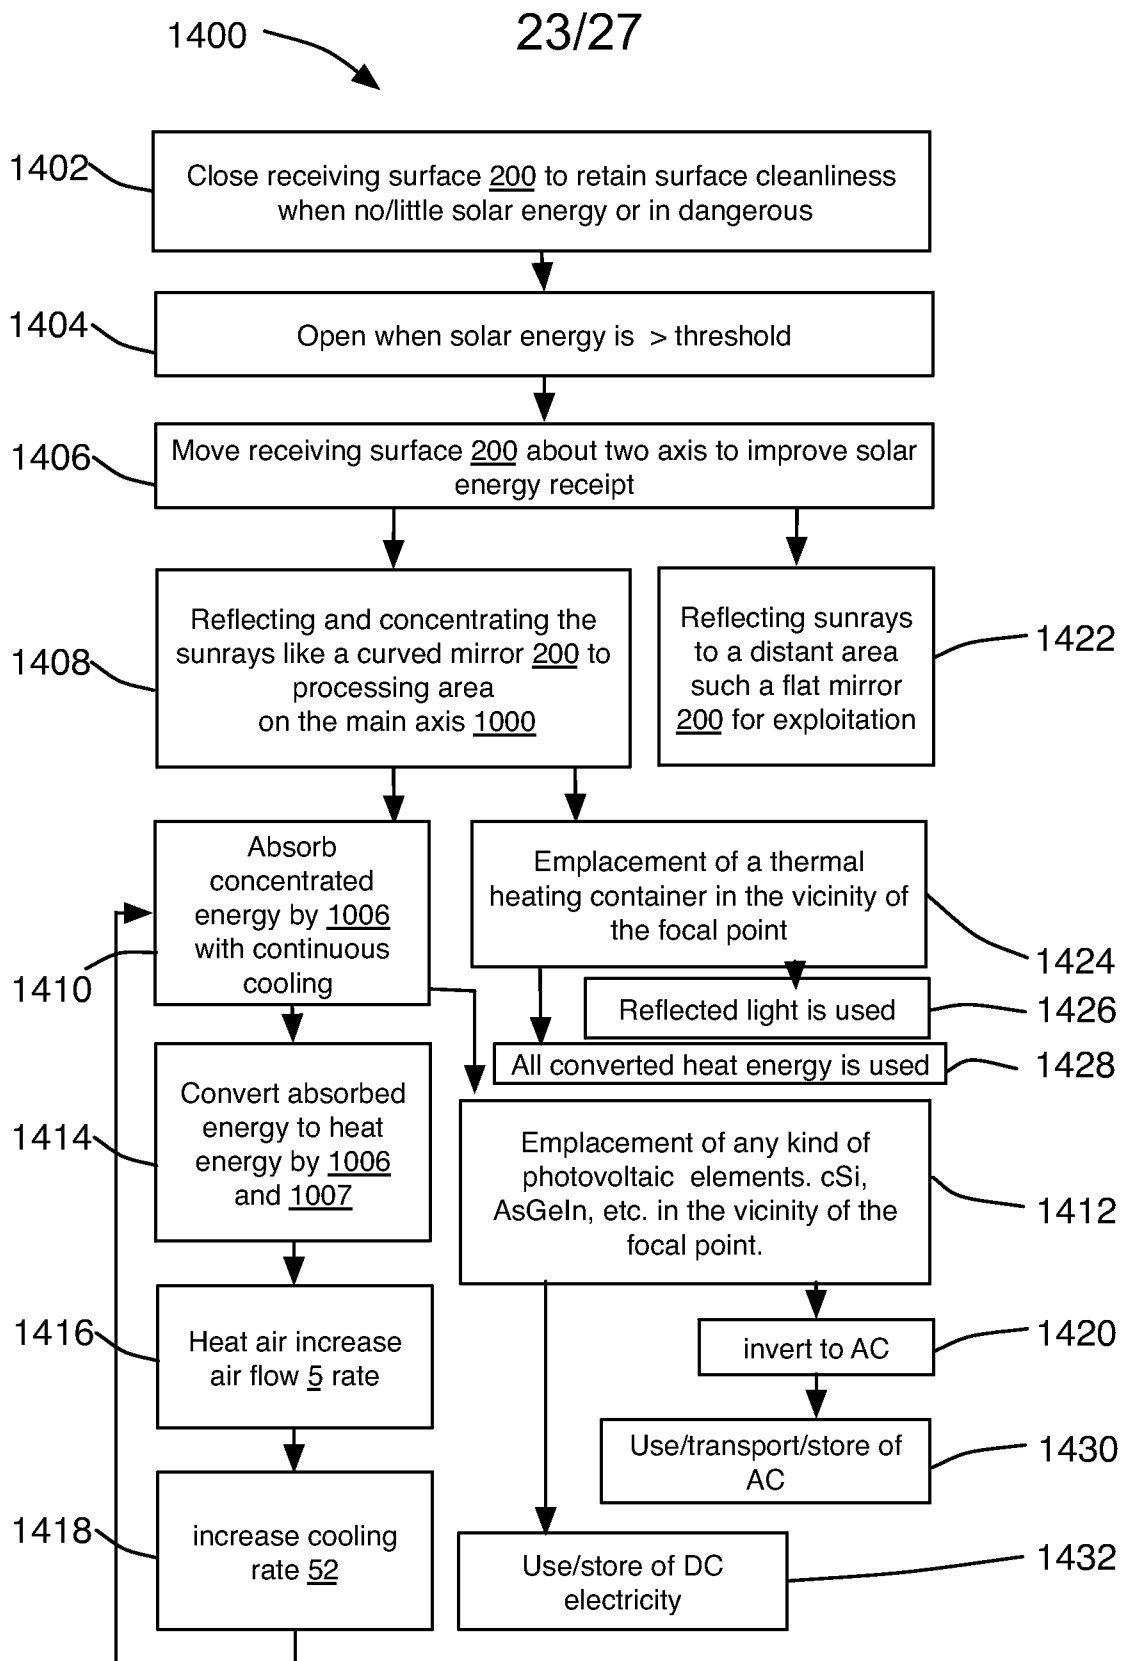 1400
23/27
1402
Close receiving surface 200 to retain surface cleanliness
when no/little solar energy or in dangerous
1404
Open when solar energy is > threshold
1406
Move receiving surface 200 about two axis to improve solar
energy receipt
1408
Reflecting and concentrating the
sunrays like a curved mirror 200 to
processing area
on the main axis 1000
Reflecting sunrays
to a distant area
such a flat mirror
200 for exploitation
1422
1410
Absorb
concentrated
energy by 1006
with continuous
cooling
Emplacement of a thermal
heating container in the vicinity of
the focal point
1424
Reflected light is used
1426
All converted heat energy is used
1428
1414
Convert absorbed
energy to heat
energy by 1006
and 1007
Emplacement of any kind of
photovoltaic elements. cSi,
AsGeIn, etc. in the vicinity of the
focal point.
1412
1416
Heat air increase
air flow 5 rate
invert to AC
1420
Use/transport/store of
AC
1430
1418
increase cooling
rate 52
Use/store of DC
electricity
1432